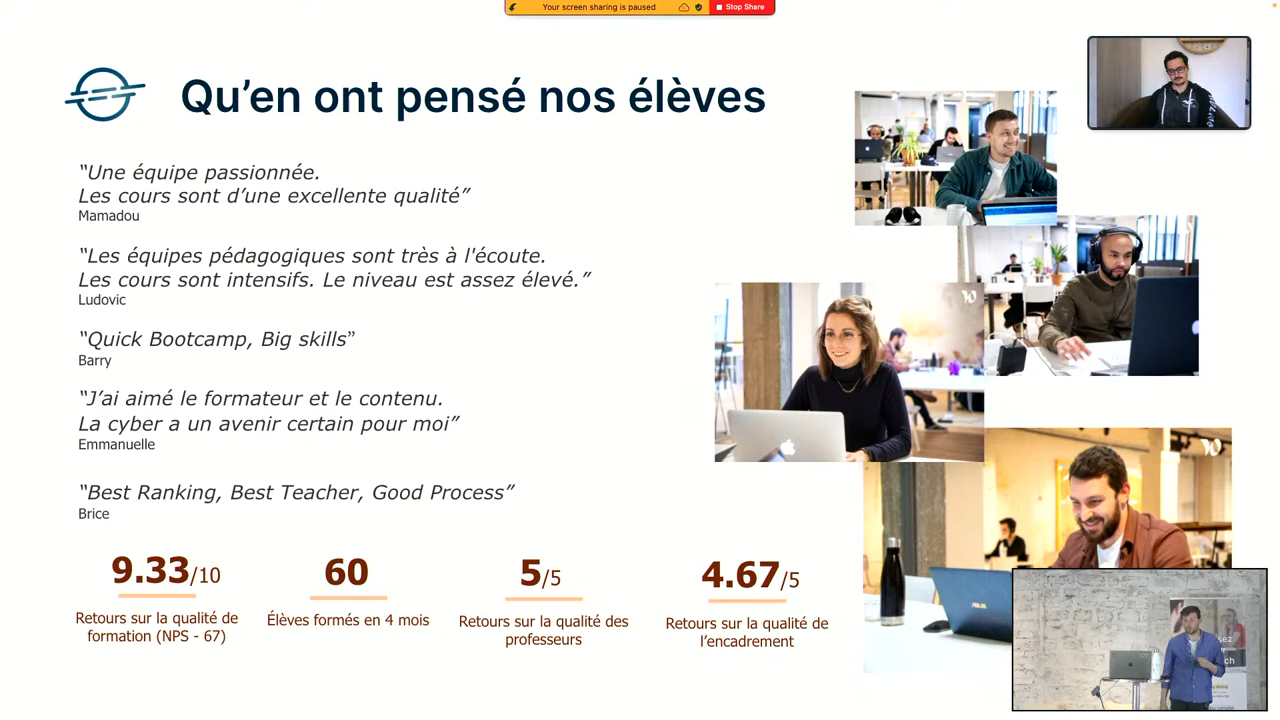 Your screen sharing is paused
Stop Share
Qu’en ont pensé nos élèves
“Une équipe passionnée.
Les cours sont d’une excellente qualité”
Mamadou
“Les équipes pédagogiques sont très à l'écoute.
Les cours sont intensifs. Le niveau est assez élevé.”
Ludovic
“Quick Bootcamp, Big skills”
Barry
“J’ai aimé le formateur et le contenu.
La cyber a un avenir certain pour moi”
Emmanuelle
“Best Ranking, Best Teacher, Good Process”
Brice
9.33/10
Retours sur la qualité de
formation (NPS - 67)
60
Élèves formés en 4 mois
5/5
Retours sur la qualité des
professeurs
4.67/5
Retours sur la qualité de
l’encadrement
ASUS